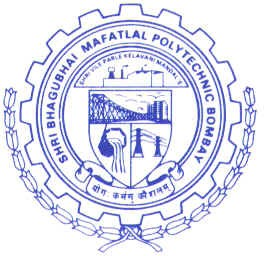 SHRI BHAGUBHAI MAFATLAL POLYTECHNIC BOMBAY
SHRI VILE PARLE KELAVANI MANDAL'S
योगः कर्मसु कौशलम्